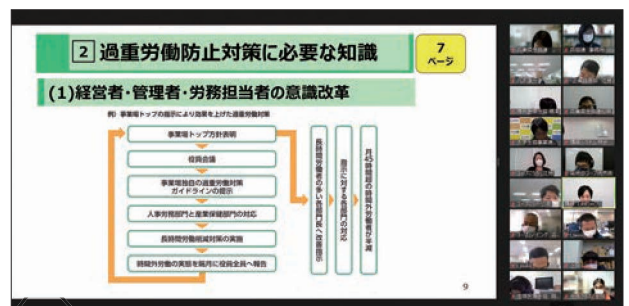 2 過重労働防止対策に必要な知識
7
ページ
(1)経営者・管理者・労務担当者の意識改革
例）事業場トップの指示により効果を上げた過重労働対策
事業場トップ方針表明
役員会議
事業場独自の過重労働対策
ガイドラインの提示
人事労務部門と産業保健部門の対応
長時間労働削減対策の実施
時間外労働の実態を隔月に役員全員へ報告
長時間労働者の多い各部門長へ改善指示
指示に対する各部門の対応
月45時間超の時間外労働者が半減
9